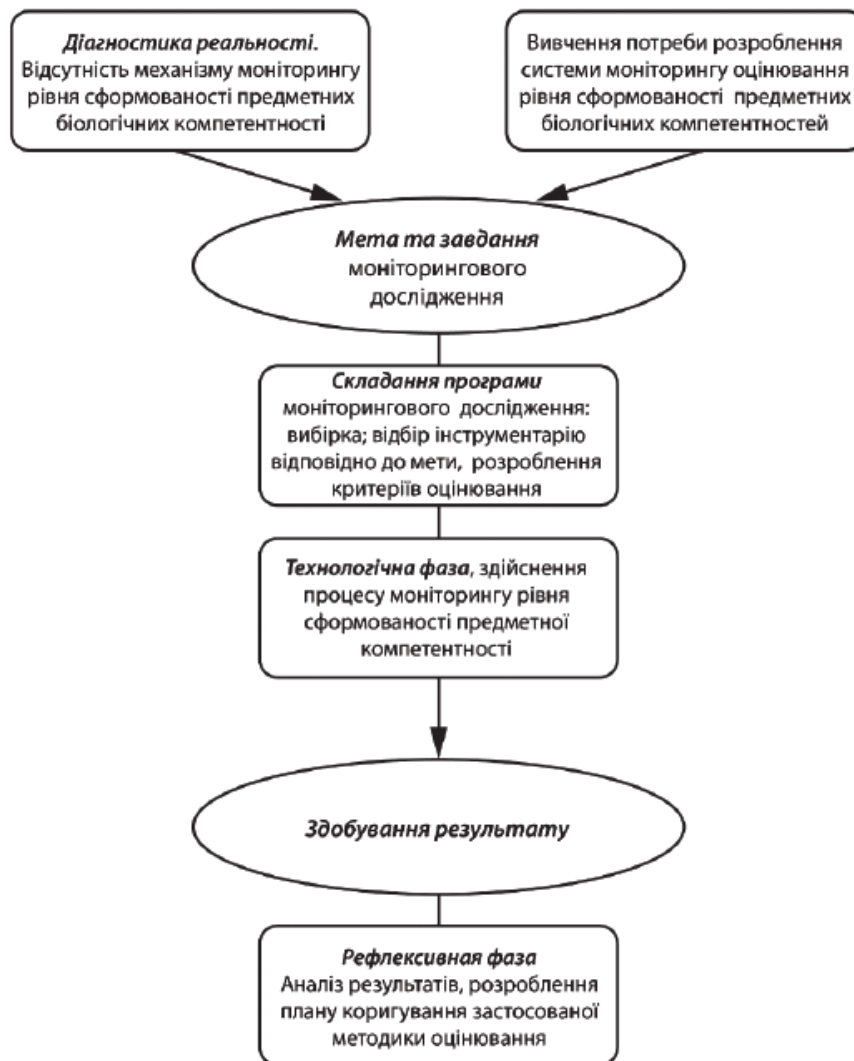 Діагностика реальності.
Відсутність механізму моніторингу
рівня сформованості предметних
біологічних компетентності
Вивчення потреби розроблення
системи моніторингу оцінювання
рівня сформованості предметних
біологічних компетентностей
Мета та завдання
моніторингового
дослідження
Складання програми
моніторингового дослідження:
вибірка; відбір інструментарію
відповідно до мети, розроблення
критеріїв оцінювання
Технологічна фаза, здійснення
процесу моніторингу рівня
сформованості предметної
компетентності
Здобування результату
Рефлексивная фаза
Аналіз результатів, розроблення
плану коригування застосованої
методики оцінювання